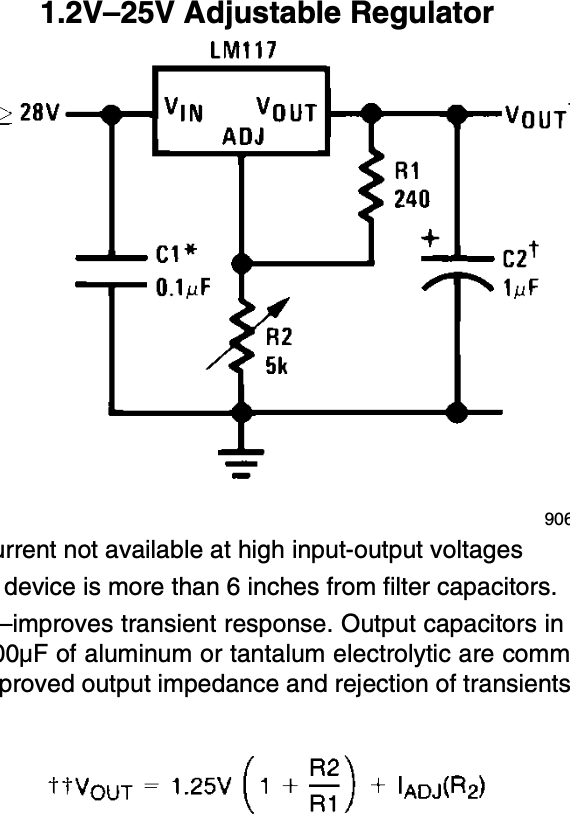 1.2V–25V Adjustable Regulator
LM117
≥ 28V
VIN VOUT
ADJ
VOUT
R1
240
C1*
0.1µF
+
C2†
1µF
R2
5k
906
urrent not available at high input-output voltages
device is more than 6 inches from filter capacitors.
–improves transient response. Output capacitors in
00µF of aluminum or tantalum electrolytic are comm
proved output impedance and rejection of transients
††VOUT = 1.25V (1 + R2/R1) + IADJ(R2)